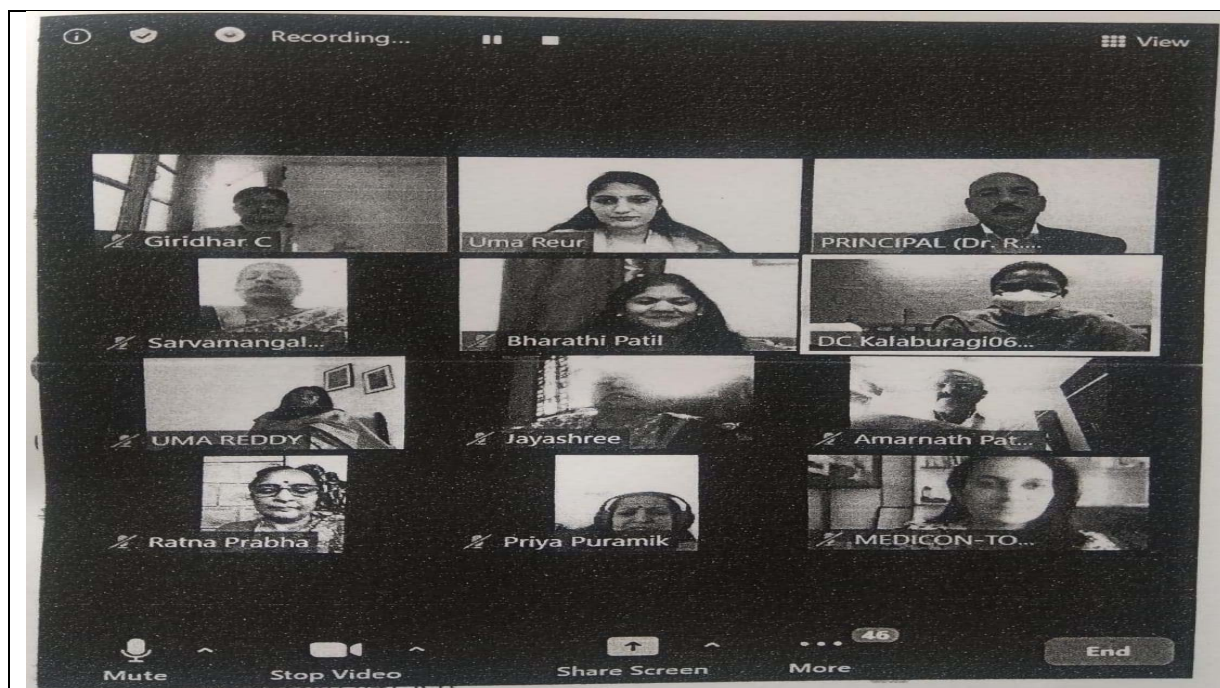 Recording...
View
Giridhar C
Uma Reur
PRINCIPAL (Dr. R....
Sarvamangal...
Bharathi Patil
DC Kalaburagi06...
UMA REDDY
Jayashree
Amarnath Pat...
Ratna Prabha
Priya Puramik
MEDICON-TO...
46
Mute
Stop Video
Share Screen
More
End